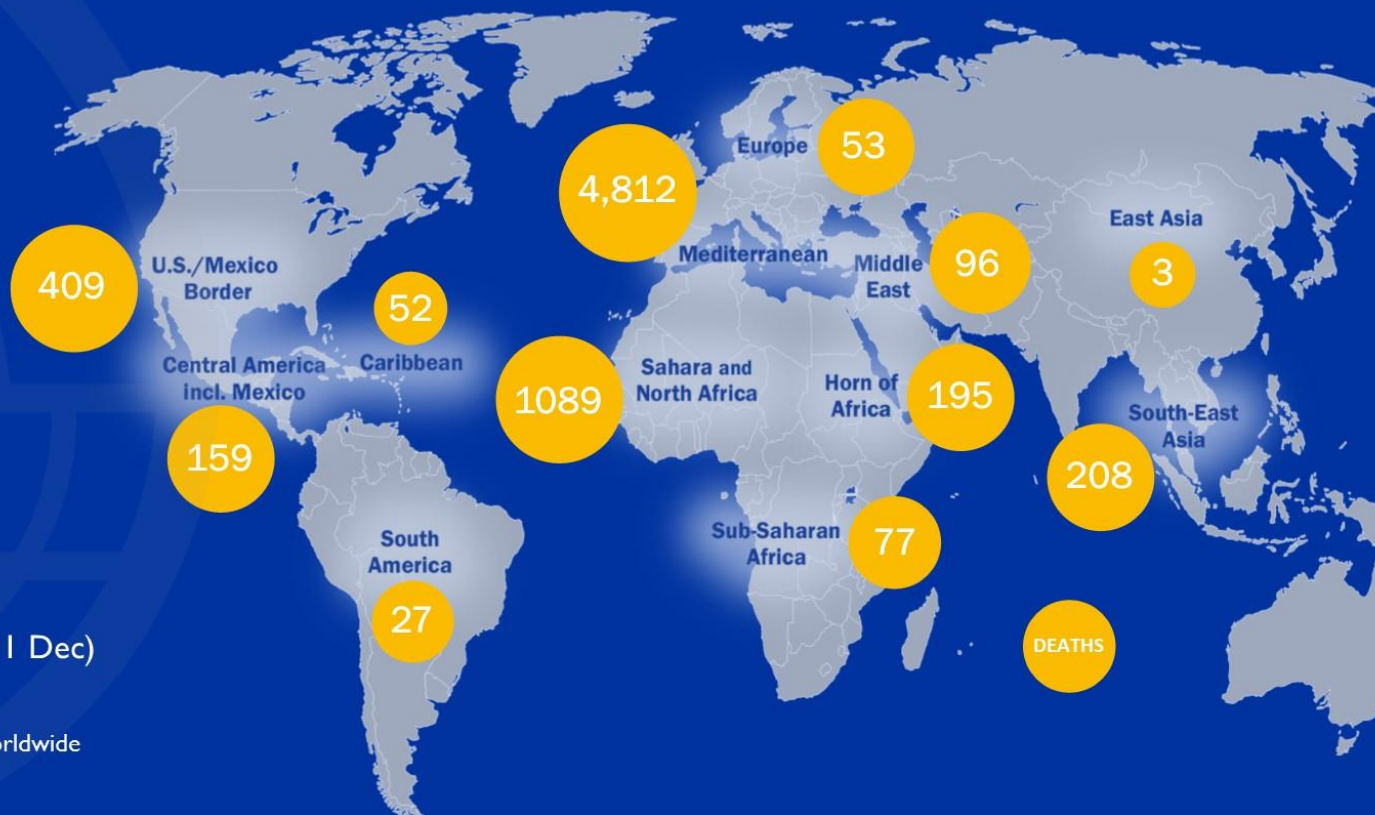 Europe
53
4,812
East Asia
3
Mediterranean
Middle
East
96
U.S./Mexico
Border
409
52
Caribbean
Central America
incl. Mexico
159
1089
Sahara and
North Africa
Horn of
Africa
195
South-East
Asia
208
Sub-Saharan
Africa
77
South
America
27
DEATHS
1 Dec)
rldwide